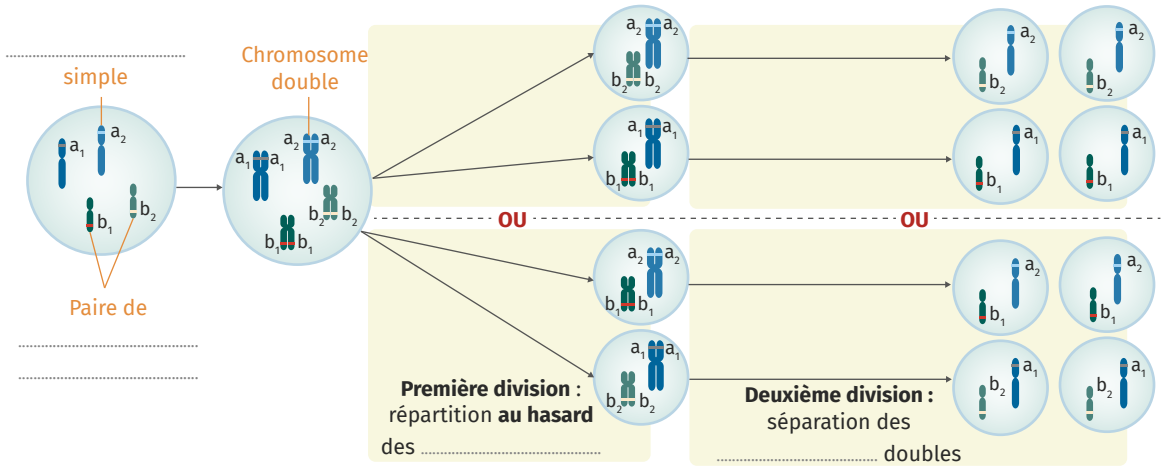 ....................................
simple
a₁
a₂
b₁
b₂
Paire de
....................................
....................................
Chromosome
double
a₁ a₁
a₂ a₂
b₂ b₂
b₁ b₁
a₂ a₂
b₂ b₂
a₁ a₁
b₁ b₁
a₂
b₂
a₂
b₂
a₁
b₁
a₁
b₁
OU
OU
a₂ a₂
b₁ b₁
a₁ a₁
b₂ b₂
a₂
b₁
a₂
b₁
a₁
b₂
a₁
b₂
Première division :
répartition au hasard
des ....................................
Deuxième division :
séparation des
.................................... doubles